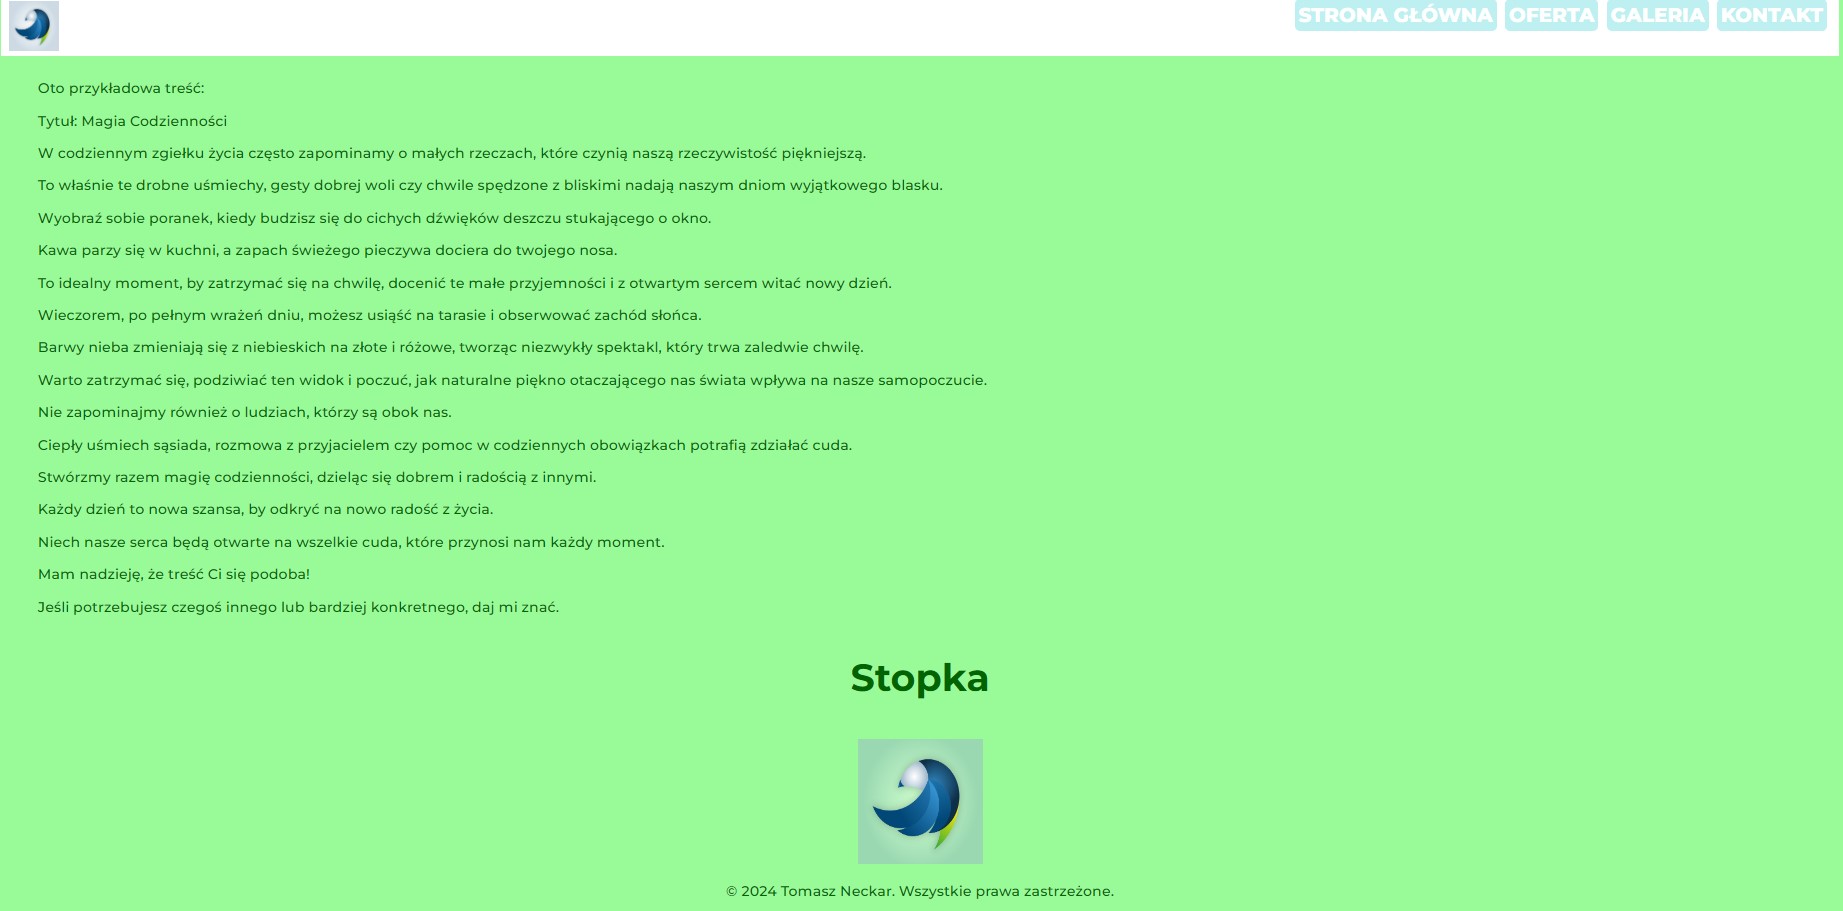 STRONA GŁÓWNA OFERTA GALERIA KONTAKT
Oto przykładowa treść:
Tytuł: Magia Codzienności
W codziennym zgiełku życia często zapominamy o małych rzeczach, które czynią naszą rzeczywistość piękniejszą.
To właśnie te drobne uśmiechy, gesty dobrej woli czy chwile spędzone z bliskimi nadają naszym dniom wyjątkowego blasku.
Wyobraź sobie poranek, kiedy budzisz się do cichych dźwięków deszczu stukającego o okno.
Kawa parzy się w kuchni, a zapach świeżego pieczywa dociera do twojego nosa.
To idealny moment, by zatrzymać się na chwilę, docenić te małe przyjemności i z otwartym sercem witać nowy dzień.
Wieczorem, po pełnym wrażeń dniu, możesz usiąść na tarasie i obserwować zachód słońca.
Barwy nieba zmieniają się z niebieskich na złote i różowe, tworząc niezwykły spektakl, który trwa zaledwie chwilę.
Warto zatrzymać się, podziwiać ten widok i poczuć, jak naturalne piękno otaczającego nas świata wpływa na nasze samopoczucie.
Nie zapominajmy również o ludziach, którzy są obok nas.
Ciepły uśmiech sąsiada, rozmowa z przyjacielem czy pomoc w codziennych obowiązkach potrafią zdziałać cuda.
Stwórzmy razem magię codzienności, dzieląc się dobrem i radością z innymi.
Każdy dzień to nowa szansa, by odkryć na nowo radość z życia.
Niech nasze serca będą otwarte na wszelkie cuda, które przynosi nam każdy moment.
Mam nadzieję, że treść Ci się podoba!
Jeśli potrzebujesz czegoś innego lub bardziej konkretnego, daj mi znać.
Stopka
© 2024 Tomasz Neckar. Wszystkie prawa zastrzeżone.